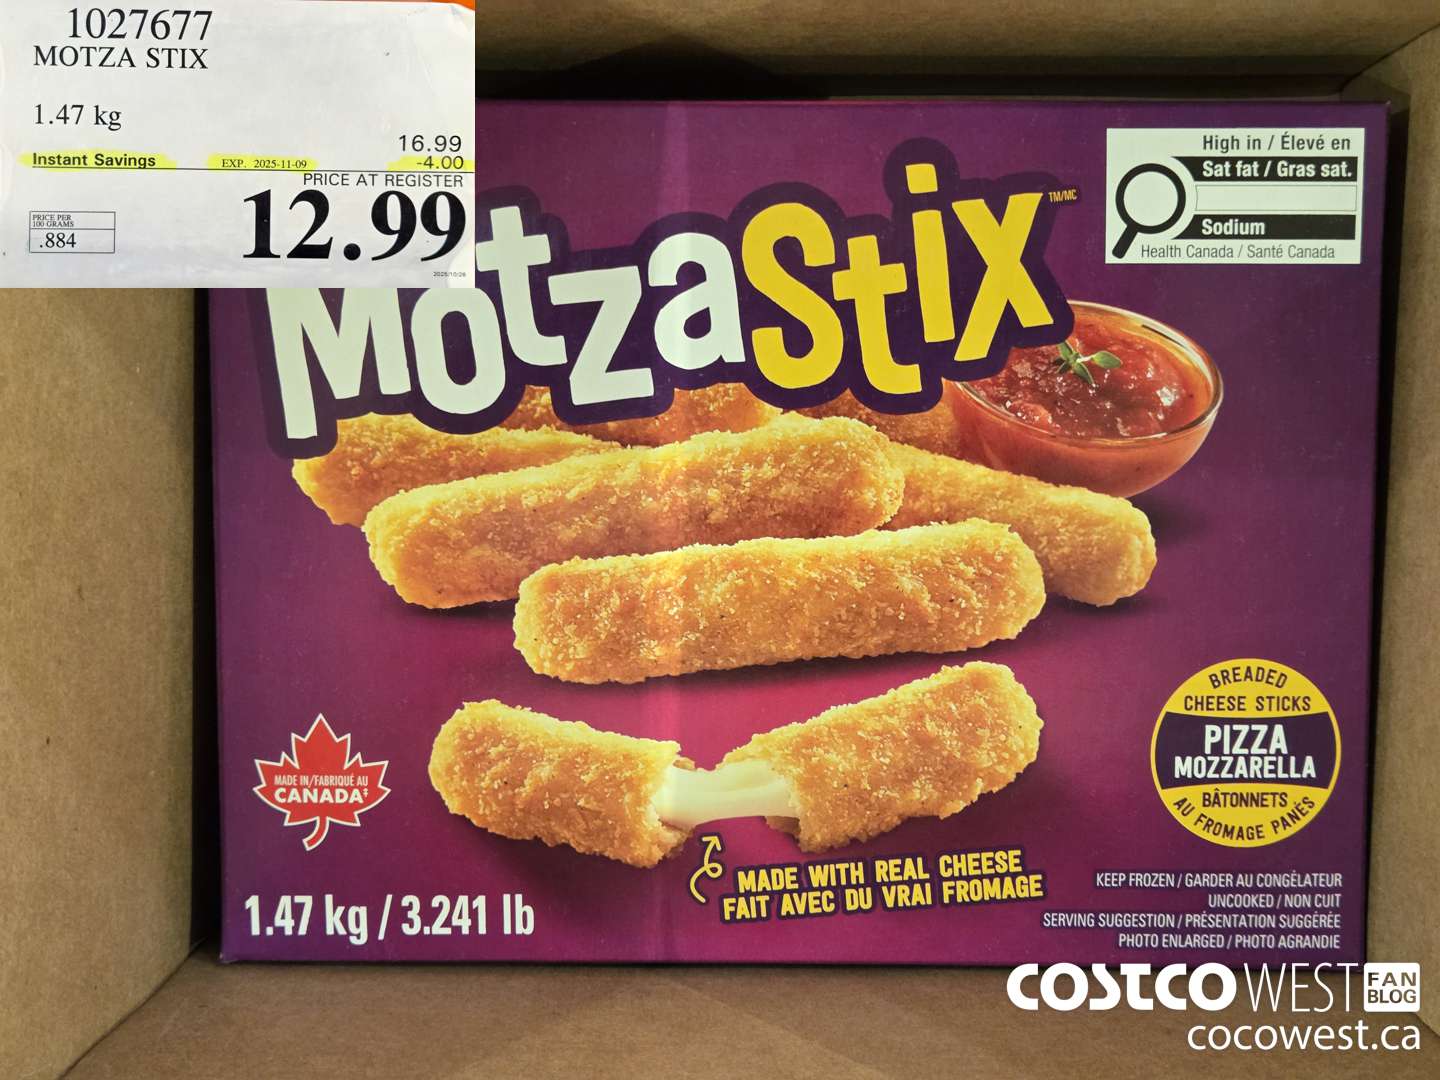 1027677
MOTZA STIX
1.47 kg
16.99
Instant Savings EXP. 2025-11-09 -4.00
PRICE AT REGISTER
12.99
PRICE PER
100 GRAMS
.884
2025/10/26
MotzaStix TM/MC
High in / Élevé en
Sat fat / Gras sat.
Sodium
Health Canada / Santé Canada
BREADED
CHEESE STICKS
PIZZA
MOZZARELLA
BÂTONNETS
AU FROMAGE PANÉS
MADE IN/FABRIQUÉ AU
CANADA‡
MADE WITH REAL CHEESE
FAIT AVEC DU VRAI FROMAGE
1.47 kg / 3.241 lb
KEEP FROZEN / GARDER AU CONGÉLATEUR
UNCOOKED / NON CUIT
SERVING SUGGESTION / PRÉSENTATION SUGGÉRÉE
PHOTO ENLARGED / PHOTO AGRANDIE
COSTCO WEST FAN BLOG
cocowest.ca